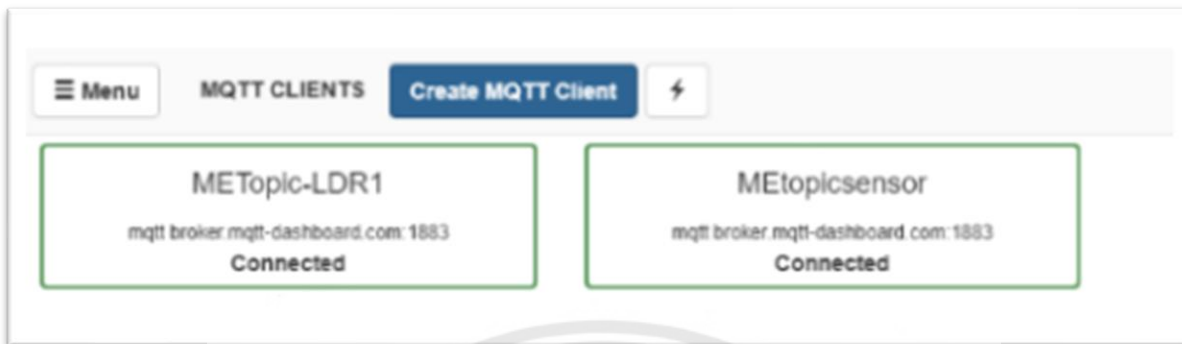 Menu MQTT CLIENTS Create MQTT Client
METopic-LDR1
mqtt broker.mqtt-dashboard.com:1883
Connected
MEtopicsensor
mqtt broker.mqtt-dashboard.com:1883
Connected